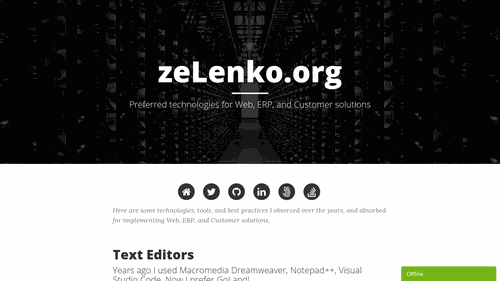 zeLenko.org
Preferred technologies for Web, ERP, and Customer solutions
Here are some technologies, tools, and best practices I observed over the years, and absorbed
for implementing Web, ERP, and Customer solutions.
Text Editors
Years ago I used Macromedia Dreamweaver, Notepad++, Visual
Studio Code. Now I prefer GoLand!
Offline